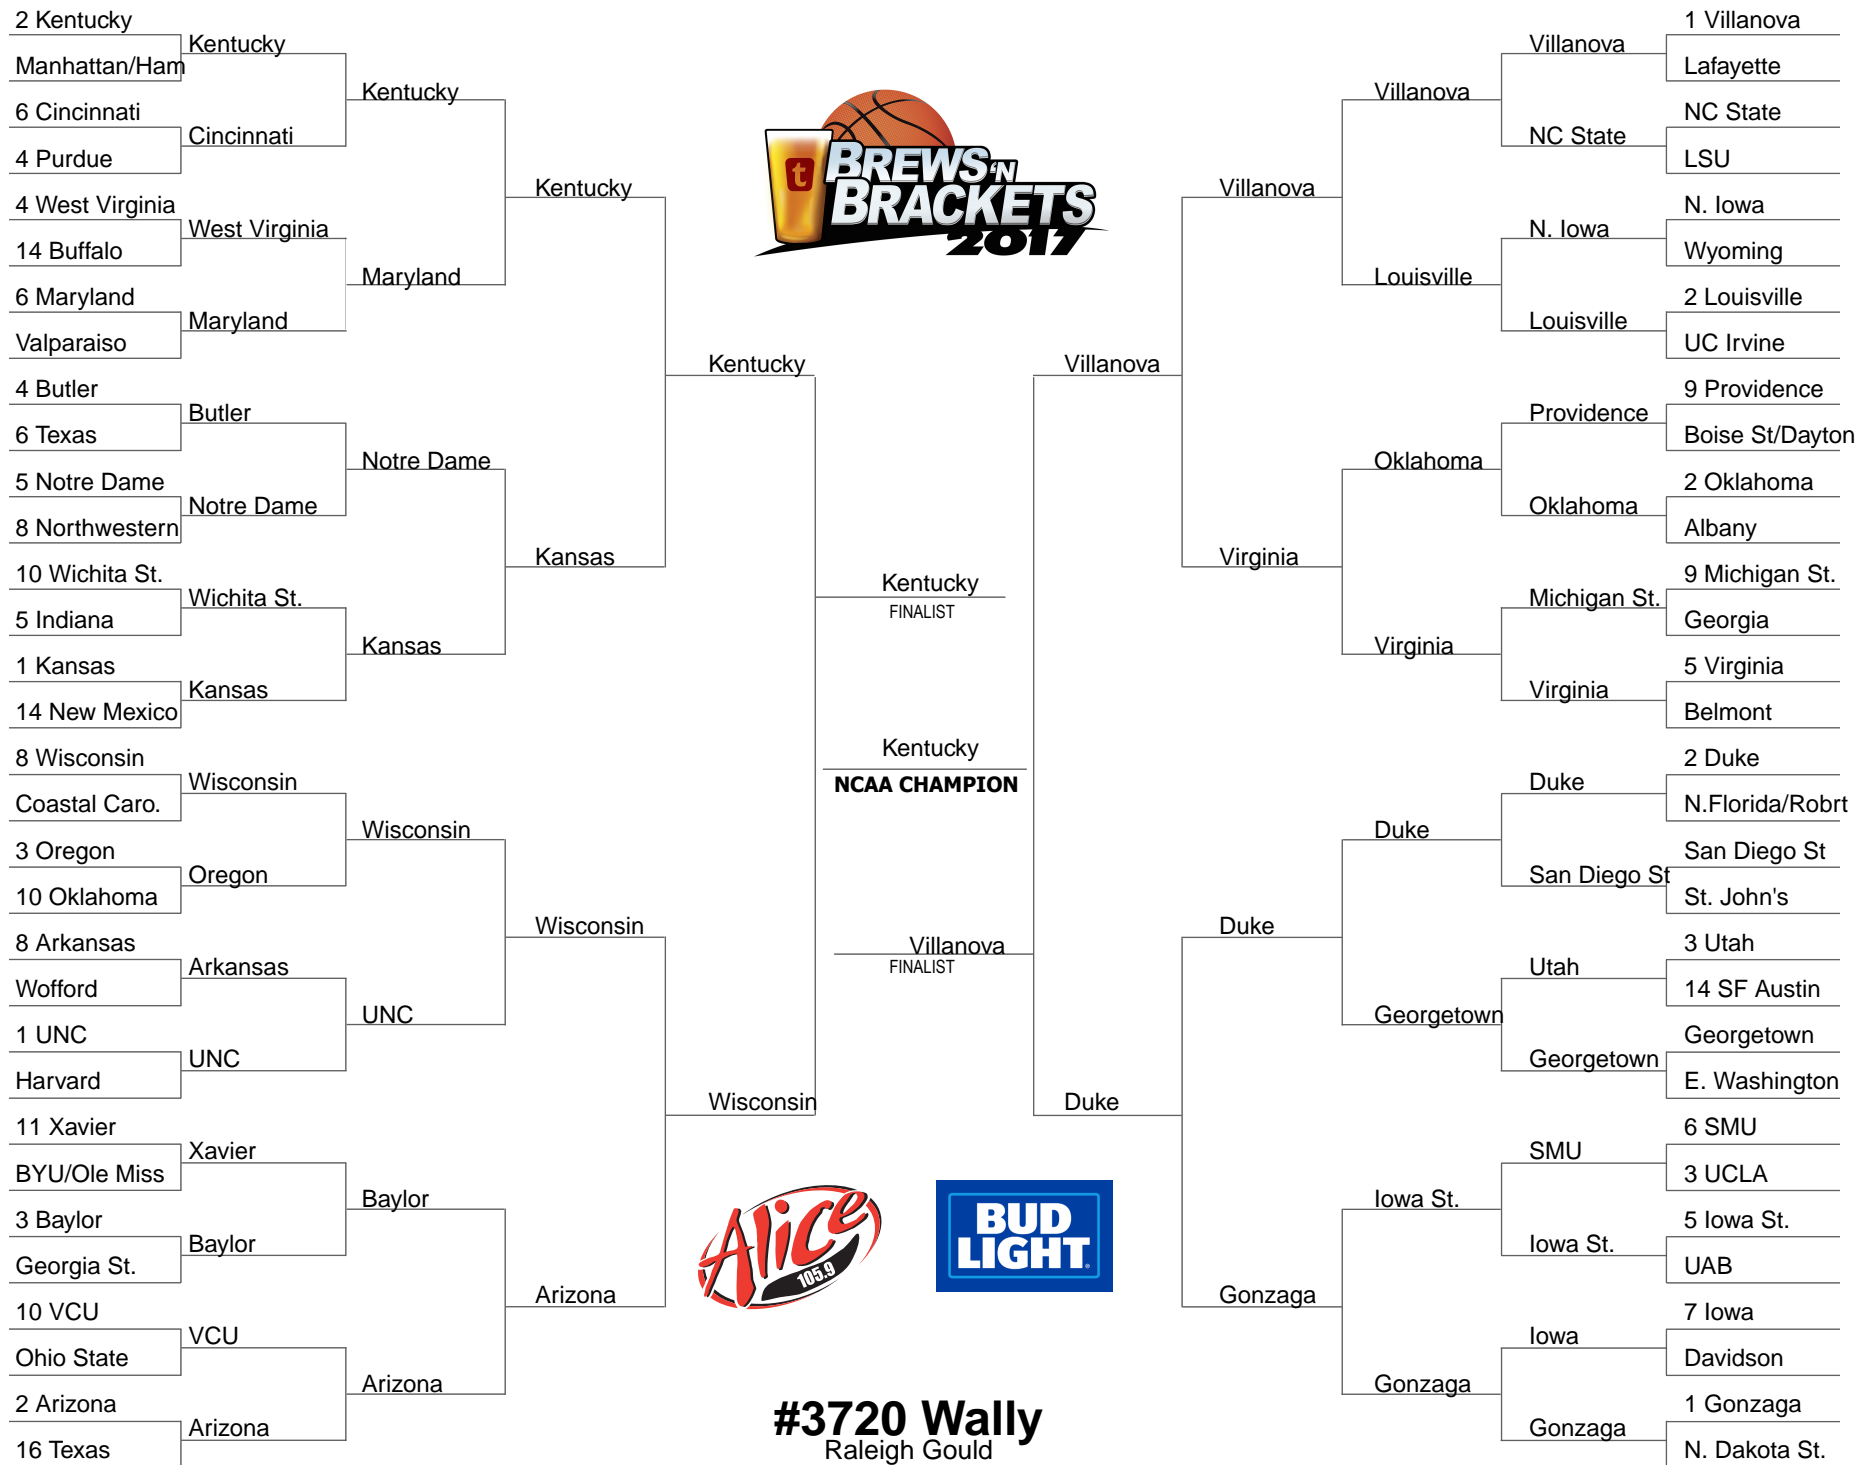 2 Kentucky
Manhattan/Ham
6 Cincinnati
4 Purdue
4 West Virginia
14 Buffalo
6 Maryland
Valparaiso
4 Butler
6 Texas
5 Notre Dame
8 Northwestern
10 Wichita St.
5 Indiana
1 Kansas
14 New Mexico
8 Wisconsin
Coastal Caro.
3 Oregon
10 Oklahoma
8 Arkansas
Wofford
1 UNC
Harvard
11 Xavier
BYU/Ole Miss
3 Baylor
Georgia St.
10 VCU
Ohio State
2 Arizona
16 Texas
Kentucky
Cincinnati
West Virginia
Maryland
Butler
Notre Dame
Wichita St.
Kansas
Wisconsin
Oregon
Arkansas
UNC
Xavier
Baylor
VCU
Arizona
Kentucky
Maryland
Notre Dame
Kansas
Wisconsin
UNC
Baylor
Arizona
Kentucky
Kansas
Wisconsin
Arizona
Kentucky
Wisconsin
t
BREWS 'N
BRACKETS
2017
Kentucky
FINALIST
Kentucky
NCAA CHAMPION
Villanova
FINALIST
Alice
105.9
BUD
LIGHT
#3720 Wally
Raleigh Gould
Villanova
Duke
Villanova
Virginia
Duke
Gonzaga
Villanova
Louisville
Oklahoma
Virginia
Duke
Georgetown
Iowa St.
Gonzaga
Villanova
NC State
N. Iowa
Louisville
Providence
Oklahoma
Michigan St.
Virginia
Duke
San Diego St
Utah
Georgetown
SMU
Iowa St.
Iowa
Gonzaga
1 Villanova
Lafayette
NC State
LSU
N. Iowa
Wyoming
2 Louisville
UC Irvine
9 Providence
Boise St/Dayton
2 Oklahoma
Albany
9 Michigan St.
Georgia
5 Virginia
Belmont
2 Duke
N.Florida/Robrt
San Diego St
St. John's
3 Utah
14 SF Austin
Georgetown
E. Washington
6 SMU
3 UCLA
5 Iowa St.
UAB
7 Iowa
Davidson
1 Gonzaga
N. Dakota St.